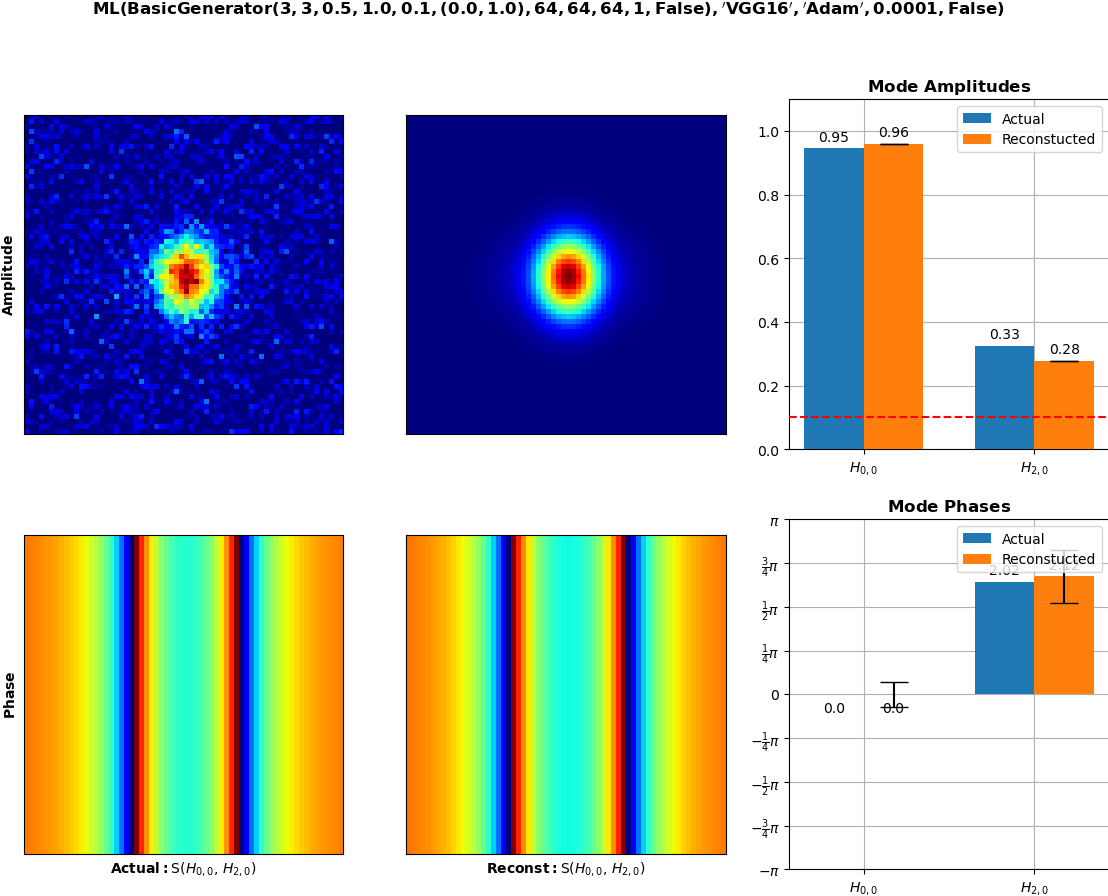 ML(BasicGenerator(3, 3, 0.5, 1.0, 0.1, (0.0, 1.0), 64, 64, 64, 1, False), ′VGG16′, ′Adam′, 0.0001, False)
Amplitude
Mode Amplitudes
Actual
Reconstucted
1.0
0.8
0.6
0.4
0.2
0.0
0.95
0.96
0.33
0.28
H0,0
H2,0
Phase
Actual: S(H0,0, H2,0)
Reconst: S(H0,0, H2,0)
Mode Phases
Actual
Reconstucted
π
3/4π
1/2π
1/4π
0
−1/4π
−1/2π
−3/4π
−π
0.0
0.0
2.02
2.12
H0,0
H2,0